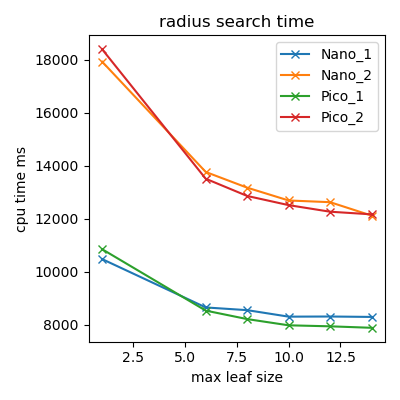 radius search time
Nano_1
Nano_2
Pico_1
Pico_2
cpu time ms
18000
16000
14000
12000
10000
8000
2.5 5.0 7.5 10.0 12.5
max leaf size